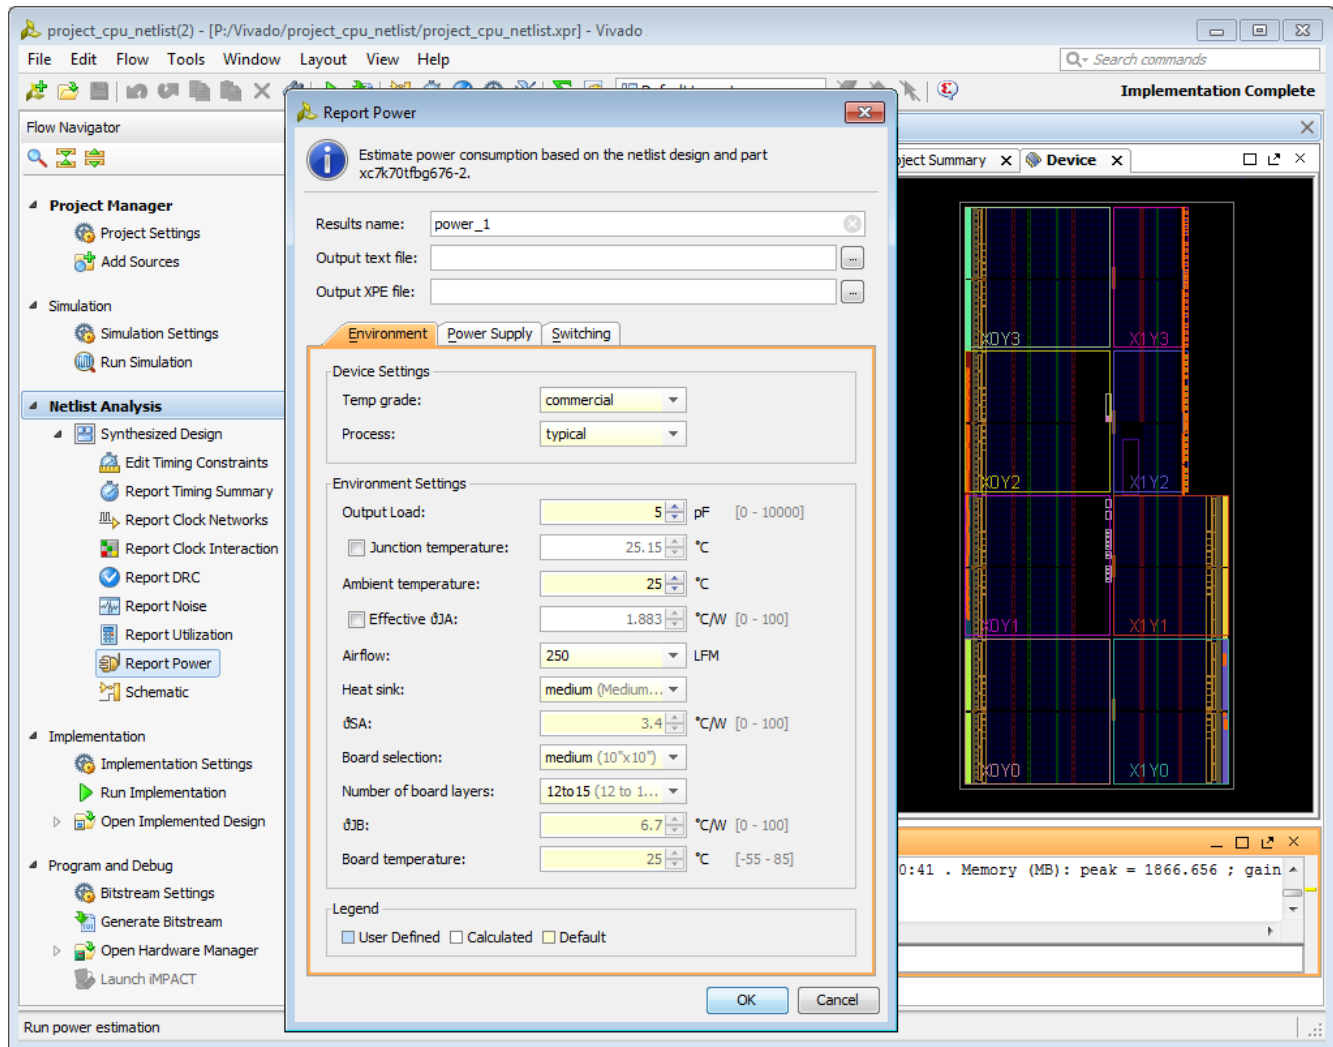 project_cpu_netlist(2) - [P:/Vivado/project_cpu_netlist/project_cpu_netlist.xpr] - Vivado
File Edit Flow Tools Window Layout View Help
Search commands
Implementation Complete
Flow Navigator
Project Manager
Project Settings
Add Sources
Simulation
Simulation Settings
Run Simulation
Netlist Analysis
Synthesized Design
Edit Timing Constraints
Report Timing Summary
Report Clock Networks
Report Clock Interaction
Report DRC
Report Noise
Report Utilization
Report Power
Schematic
Implementation
Implementation Settings
Run Implementation
Open Implemented Design
Program and Debug
Bitstream Settings
Generate Bitstream
Open Hardware Manager
Launch iMPACT
Run power estimation
Report Power
Estimate power consumption based on the netlist design and part
xc7k70tfbg676-2.
Results name: power_1
Output text file: ...
Output XPE file: ...
Environment Power Supply Switching
Device Settings
Temp grade: commercial
Process: typical
Environment Settings
Output Load: 5 pF [0 - 10000]
Junction temperature: 25.15 °C
Ambient temperature: 25 °C
Effective ϑJA: 1.883 °C/W [0 - 100]
Airflow: 250 LFM
Heat sink: medium (Medium...
ϑSA: 3.4 °C/W [0 - 100]
Board selection: medium (10"x10")
Number of board layers: 12to15 (12 to 1...
ϑJB: 6.7 °C/W [0 - 100]
Board temperature: 25 °C [-55 - 85]
Legend
User Defined Calculated Default
OK Cancel
ject Summary Device
X0Y3 X1Y3
X0Y2 X1Y2
X0Y1 X1Y1
X0Y0 X1Y0
0:41 . Memory (MB): peak = 1866.656 ; gain